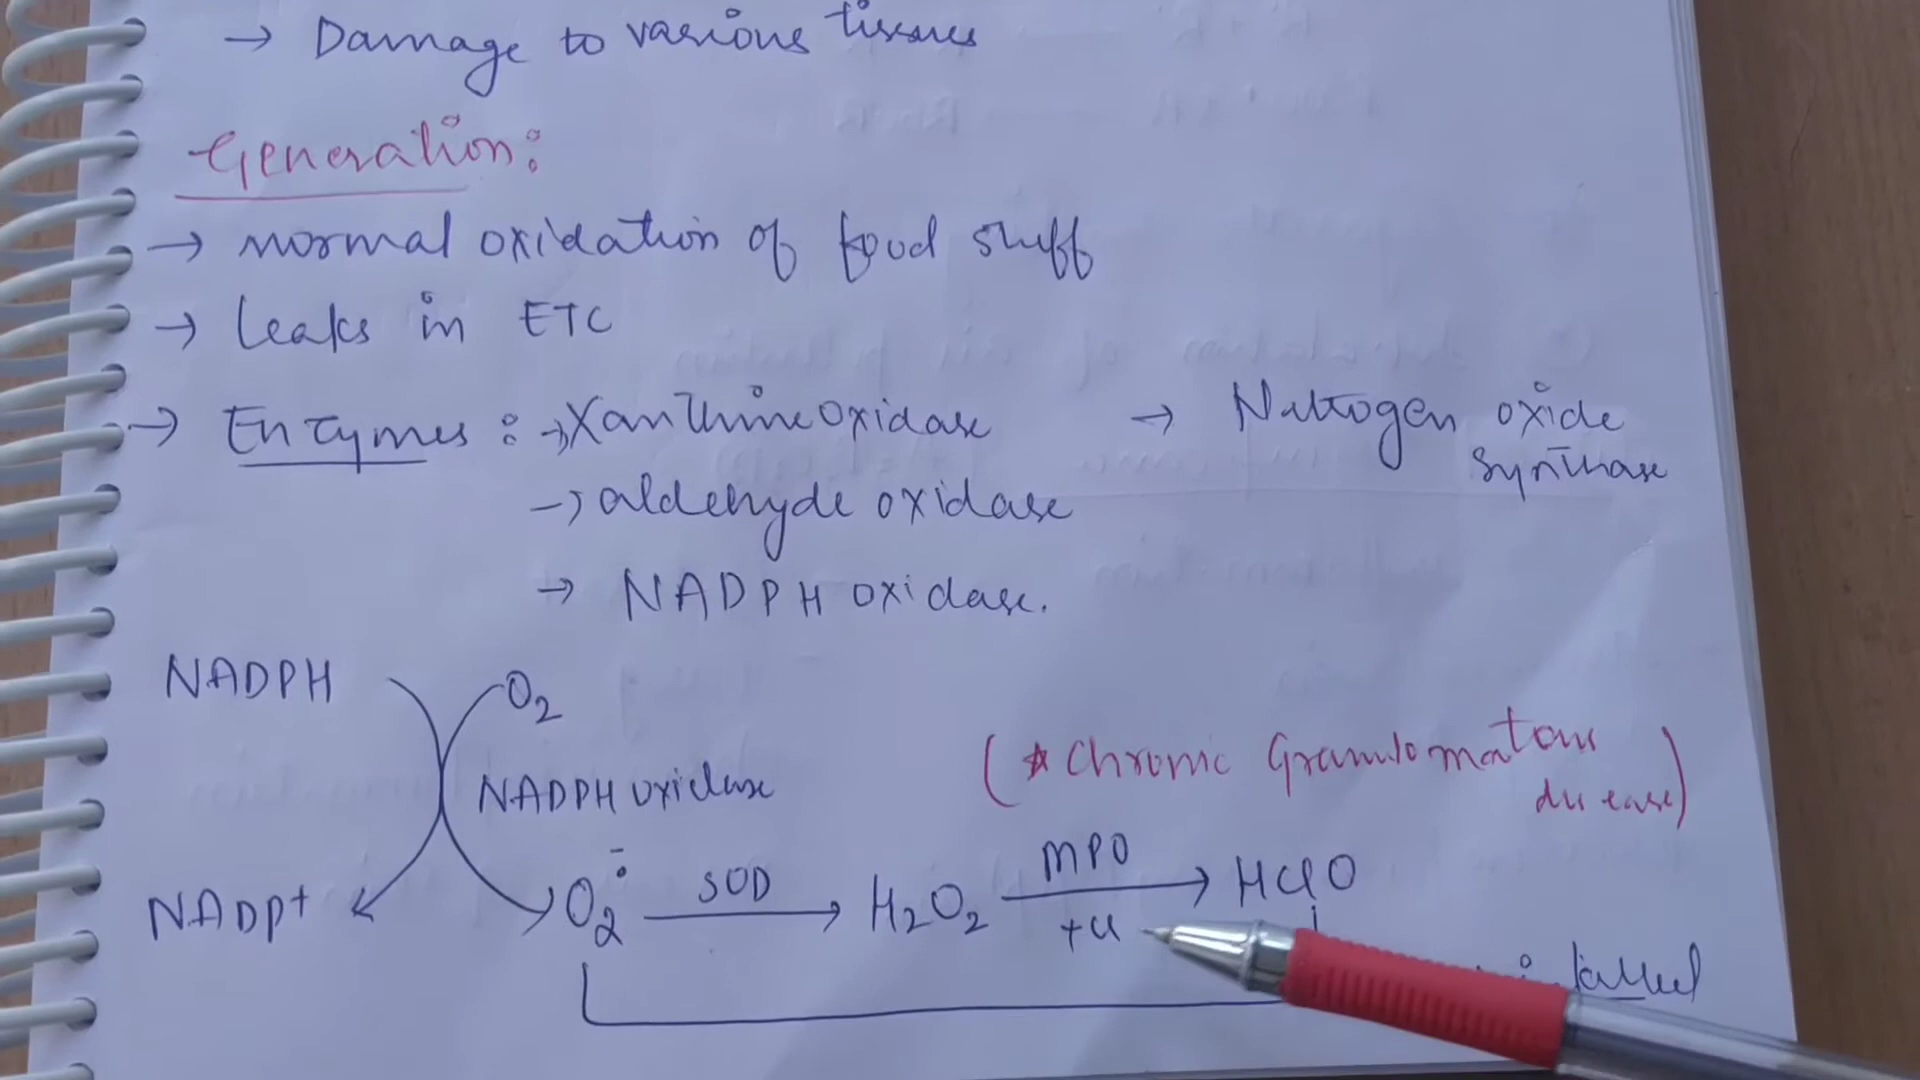 → Damage to various tissues
Generation:
→ normal oxidation of food stuff
→ leaks in ETC
→ Enzymes : → Xanthine oxidase → Nitrogen oxide
synthase
→ aldehyde oxidase
→ NADPH oxidase.
NADPH O₂
(* Chronic Granulomatous
disease)
NADPH oxidase
NADP+ O₂•⁻ SOD → H₂O₂ MPO → HClO
+Cl
killed